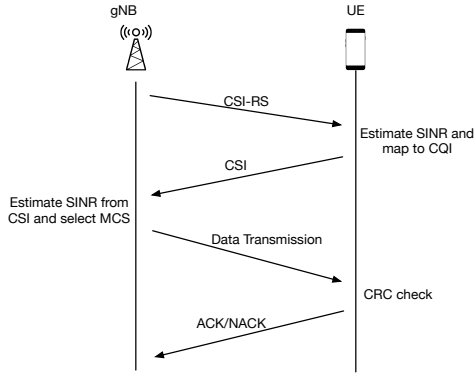 gNB
UE
CSI-RS
Estimate SINR and
map to CQI
CSI
Estimate SINR from
CSI and select MCS
Data Transmission
CRC check
ACK/NACK